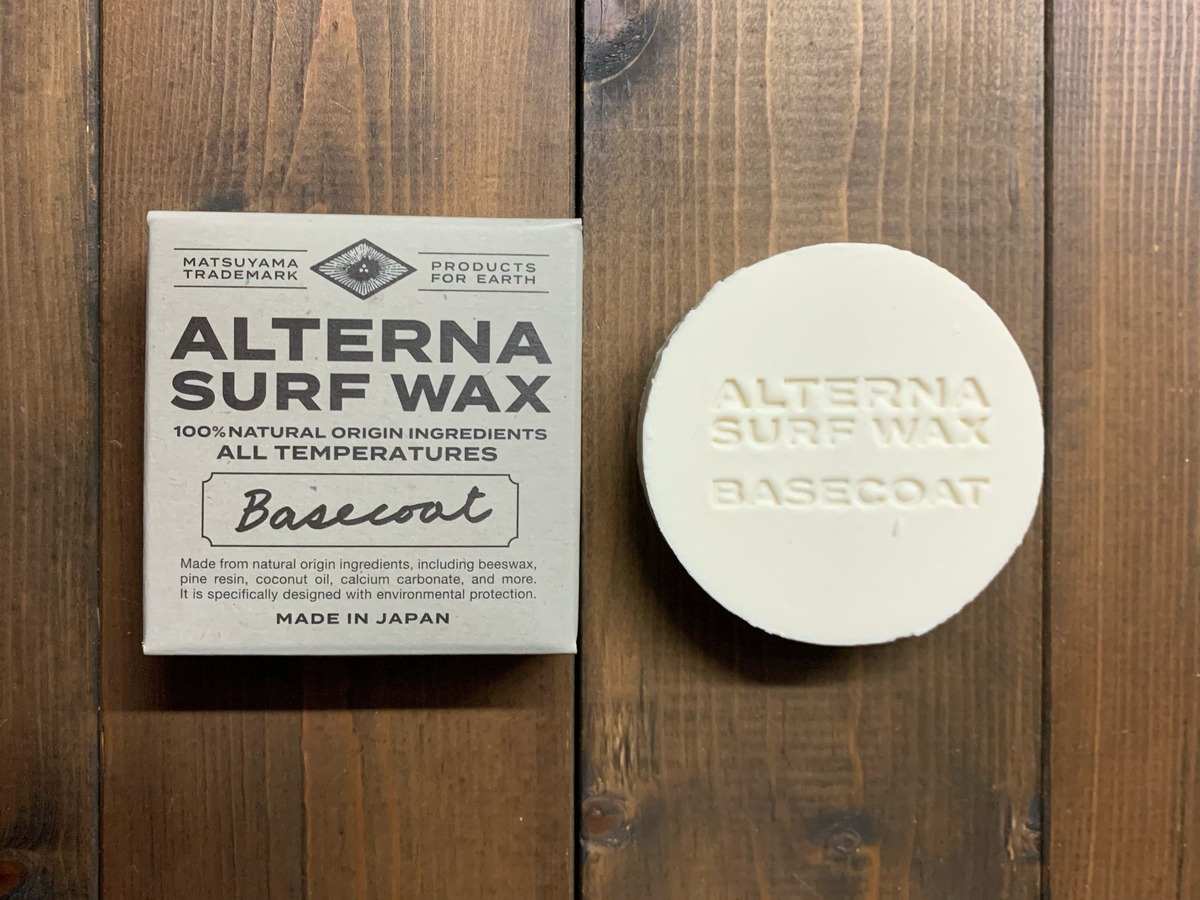 MATSUYAMA
TRADEMARK
PRODUCTS
FOR EARTH
ALTERNA
SURF WAX
100% NATURAL ORIGIN INGREDIENTS
ALL TEMPERATURES
Basecoat
Made from natural origin ingredients, including beeswax,
pine resin, coconut oil, calcium carbonate, and more.
It is specifically designed with environmental protection.
MADE IN JAPAN
ALTERNA
SURF WAX
BASECOAT